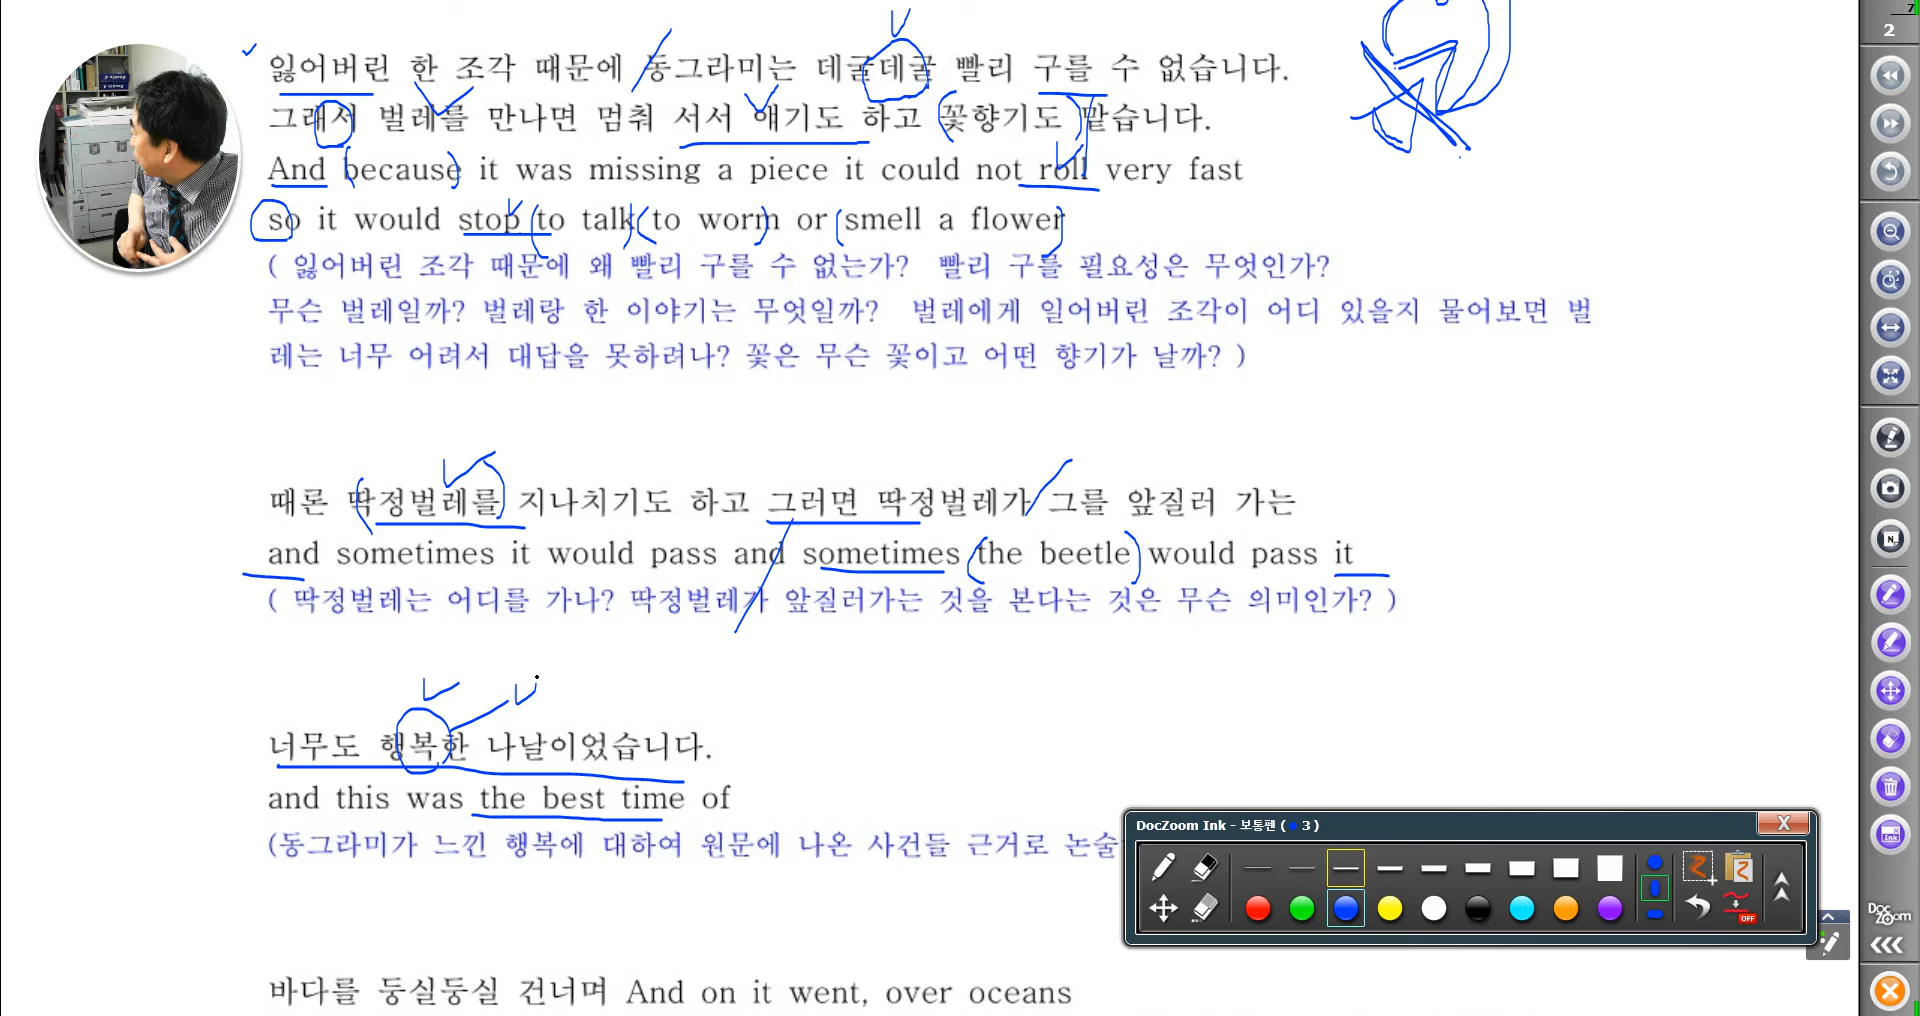 잃어버린 한 조각 때문에 동그라미는 데굴데굴 빨리 구를 수 없습니다.
그래서 벌레를 만나면 멈춰 서서 얘기도 하고 꽃향기도 맡습니다.
And because it was missing a piece it could not roll very fast
so it would stop to talk to worm or smell a flower
( 잃어버린 조각 때문에 왜 빨리 구를 수 없는가? 빨리 구를 필요성은 무엇인가?
무슨 벌레일까? 벌레랑 한 이야기는 무엇일까? 벌레에게 잃어버린 조각이 어디 있을지 물어보면 벌
레는 너무 어려서 대답을 못하려나? 꽃은 무슨 꽃이고 어떤 향기가 날까? )
때론 딱정벌레를 지나치기도 하고 그러면 딱정벌레가 그를 앞질러 가는
and sometimes it would pass and sometimes the beetle would pass it
( 딱정벌레는 어디를 가나? 딱정벌레가 앞질러가는 것을 본다는 것은 무슨 의미인가? )
너무도 행복한 나날이었습니다.
and this was the best time of
(동그라미가 느낀 행복에 대하여 원문에 나온 사건들 근거로 논술
바다를 둥실둥실 건너며 And on it went, over oceans
DocZoom Ink - 보통펜 ( 3 )
OFF
7
2
N
Ink
Doc
Zoom